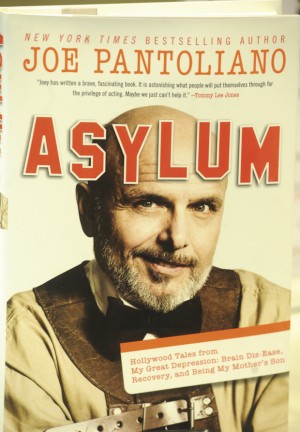 NEW YORK TIMES BESTSELLING AUTHOR
JOE PANTOLIANO
"Joey has written a brave, fascinating book. It is astonishing what people will put themselves through for
the privilege of acting. Maybe we just can't help it." —Tommy Lee Jones
ASYLUM
Hollywood Tales from
My Great Depression: Brain Dis-Ease,
Recovery, and Being My Mother's Son